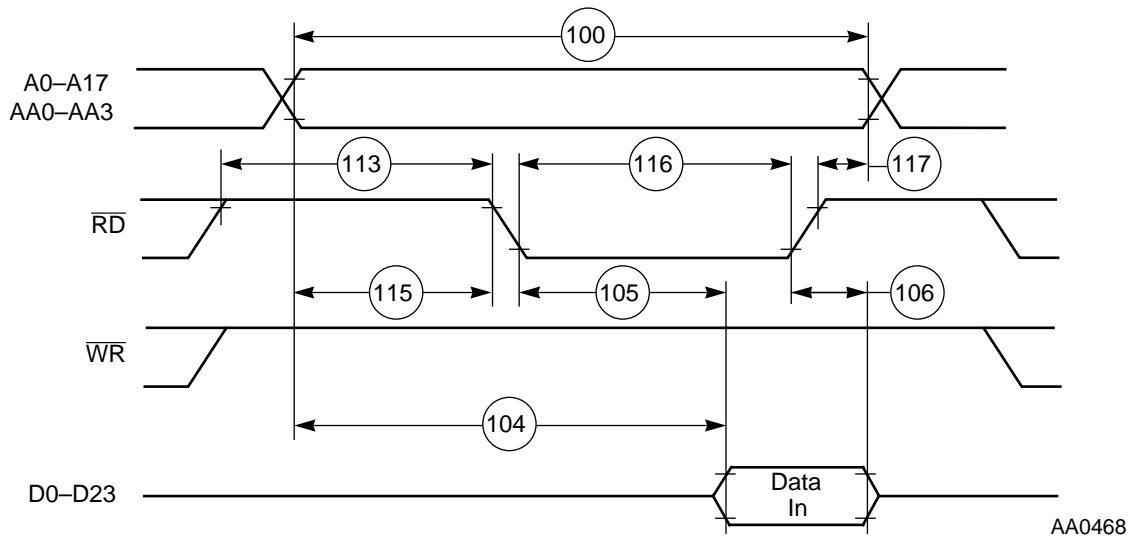 100
A0–A17
AA0–AA3
113
116
117
RD
115
105
106
WR
104
D0–D23
Data
In
AA0468